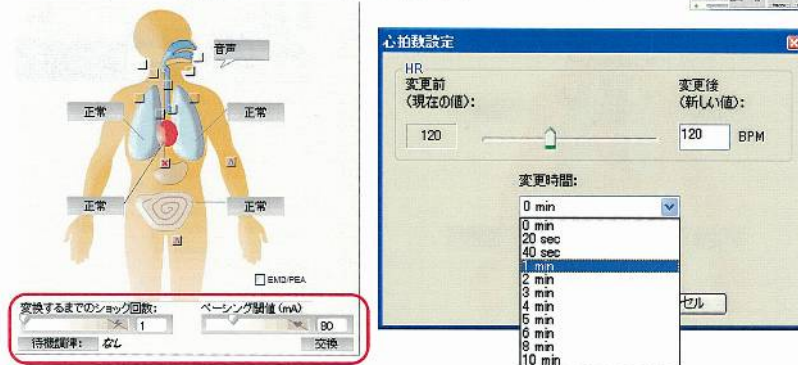 音声
正常
正常
正常
正常
EMD/PEA
変換するまでのショック回数:
1
ペーシング閾値 (mA)
80
待機調律:
なし
交換
心拍数設定
HR
変更前
(現在の値):
120
変更後
(新しい値):
120 BPM
変更時間:
0 min
0 min
20 sec
40 sec
1 min
2 min
3 min
4 min
5 min
6 min
8 min
10 min
セル